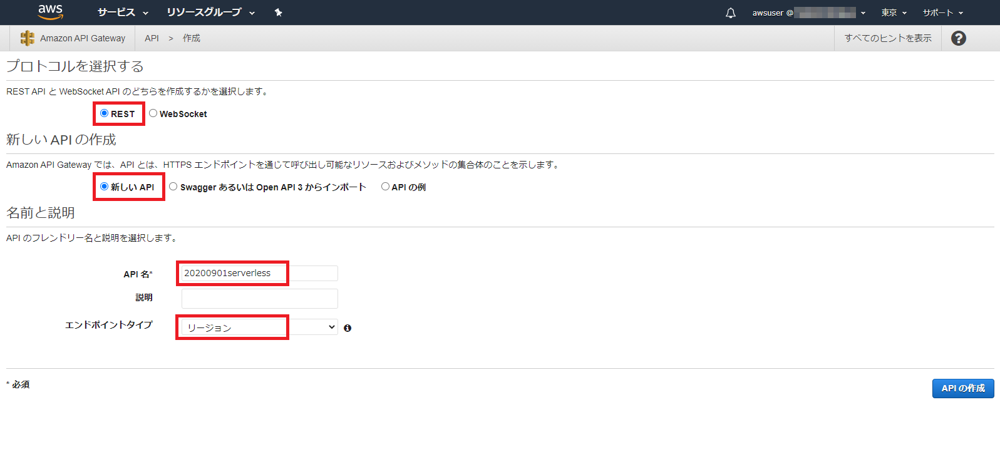 aws サービス リソースグループ awsuser @ 東京 サポート
Amazon API Gateway API > 作成 すべてのヒントを表示 ?
プロトコルを選択する
REST API と WebSocket API のどちらを作成するかを選択します。
REST WebSocket
新しい API の作成
Amazon API Gateway では、API とは、HTTPS エンドポイントを通じて呼び出し可能なリソースおよびメソッドの集合体のことを示します。
新しい API Swagger あるいは Open API 3 からインポート API の例
名前と説明
API のフレンドリー名と説明を選択します。
API 名* 20200901serverless
説明
エンドポイントタイプ リージョン
* 必須 API の作成